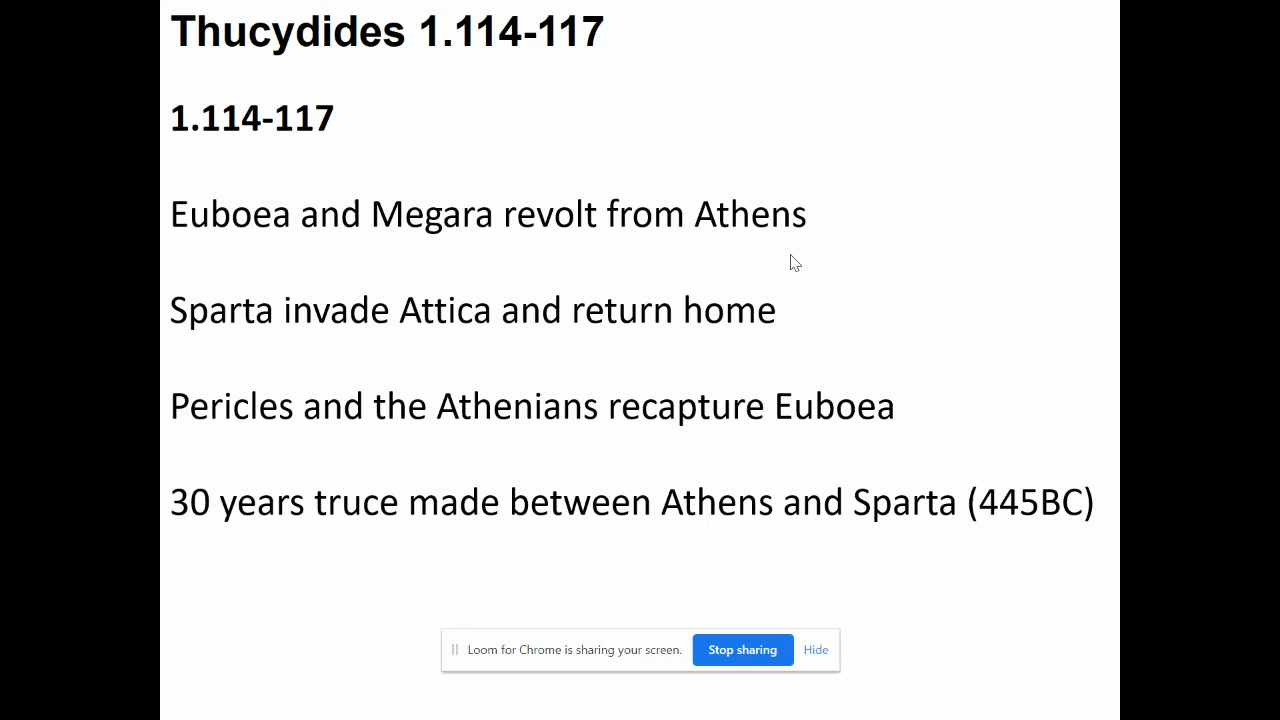 Thucydides 1.114-117
1.114-117
Euboea and Megara revolt from Athens
Sparta invade Attica and return home
Pericles and the Athenians recapture Euboea
30 years truce made between Athens and Sparta (445BC)
Loom for Chrome is sharing your screen. Stop sharing Hide